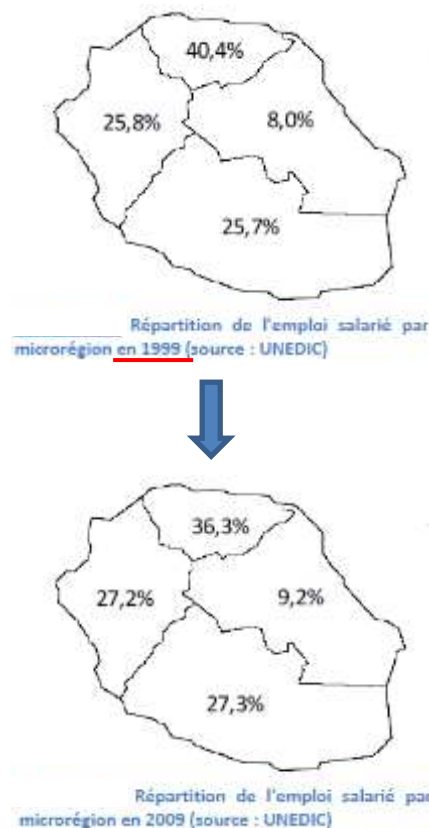 40,4%
25,8%
8,0%
25,7%
Répartition de l'emploi salarié par
microrégion en 1999 (source : UNEDIC)
36,3%
27,2%
9,2%
27,3%
Répartition de l'emploi salarié par
microrégion en 2009 (source : UNEDIC)